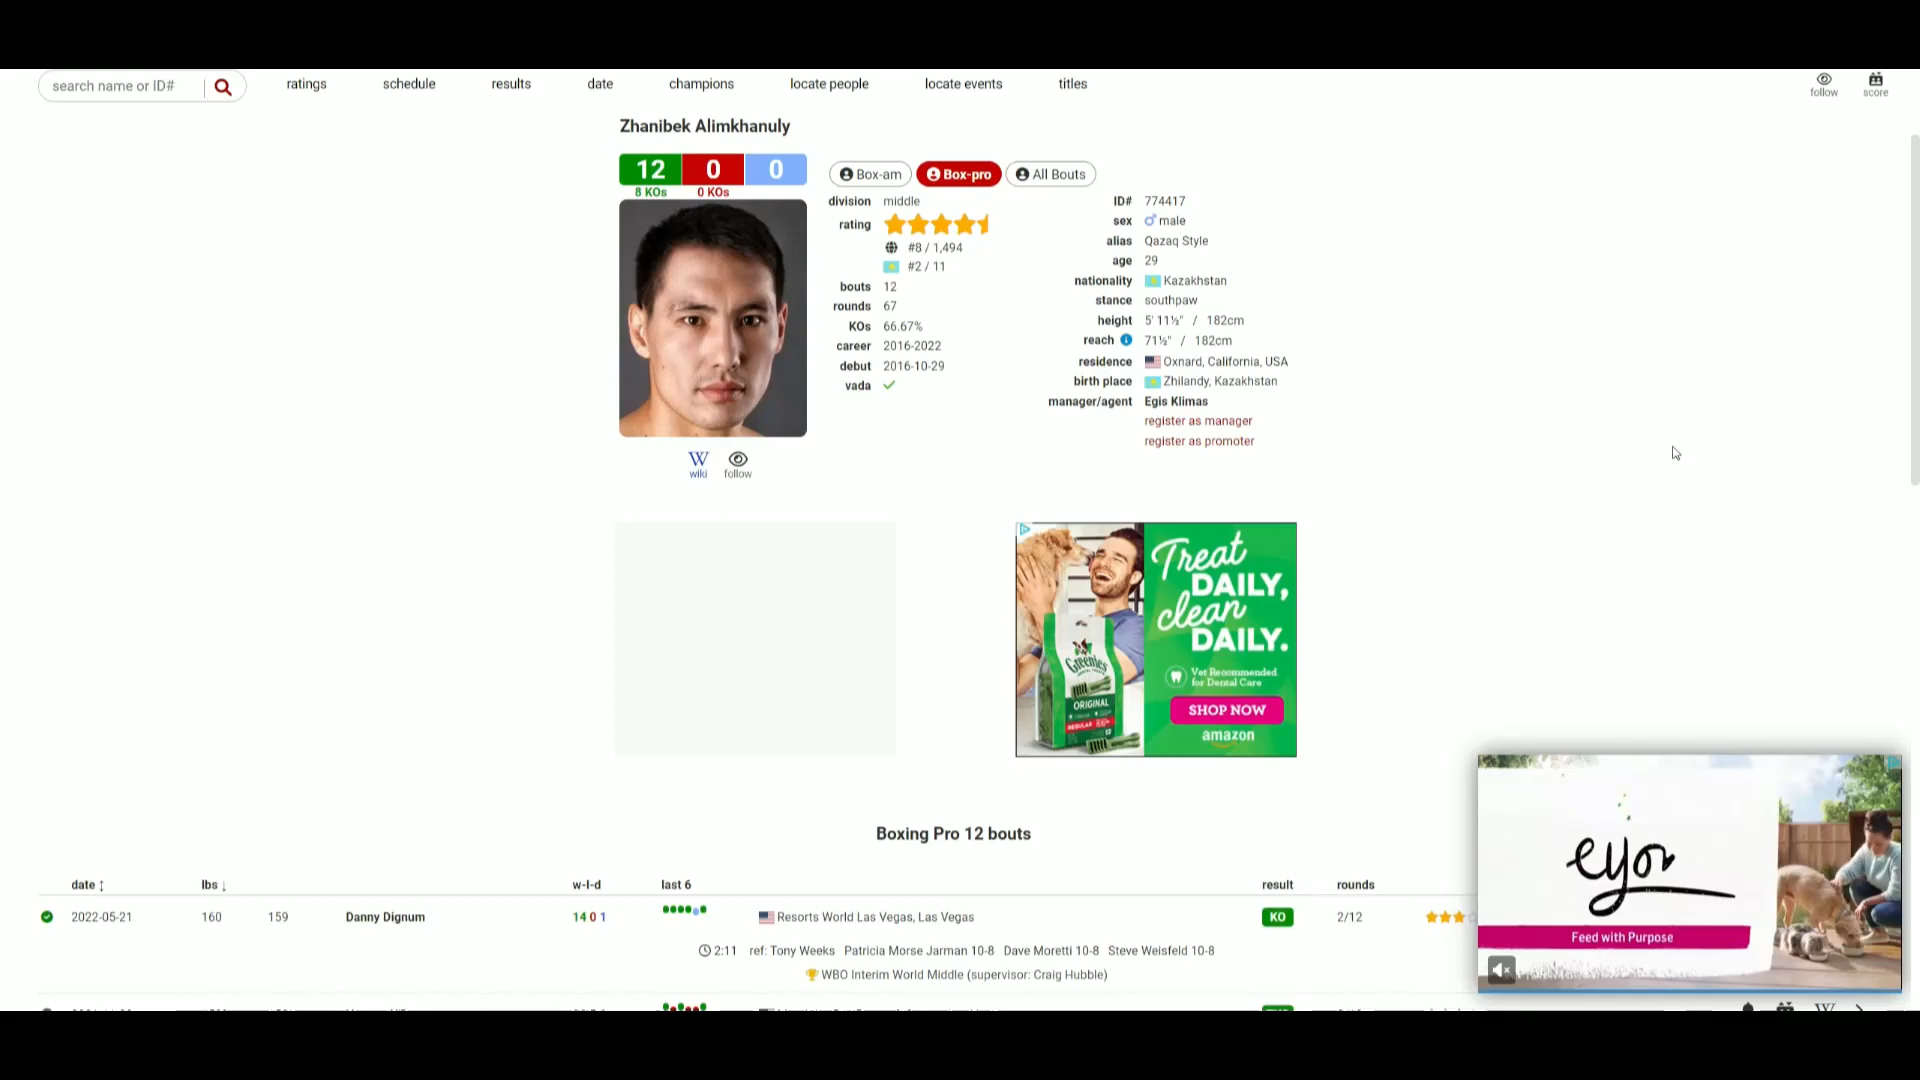 search name or ID#
ratings schedule results date champions locate people locate events titles
follow score
Zhanibek Alimkhanuly
12 0 0
8 KOs 0 KOs
Box-am Box-pro All Bouts
division middle
rating
#8 / 1,494
#2 / 11
bouts 12
rounds 67
KOs 66.67%
career 2016-2022
debut 2016-10-29
vada
ID# 774417
sex male
alias Qazaq Style
age 29
nationality Kazakhstan
stance southpaw
height 5' 11½" / 182cm
reach 71½" / 182cm
residence Oxnard, California, USA
birth place Zhilandy, Kazakhstan
manager/agent Egis Klimas
register as manager
register as promoter
W
wiki follow
Treat
DAILY,
clean
DAILY.
Greenies
ORIGINAL
REGULAR
12
Vet Recommended
for Dental Care
SHOP NOW
amazon
Boxing Pro 12 bouts
date lbs w-l-d last 6 result rounds
2022-05-21 160 159 Danny Dignum 14 0 1 Resorts World Las Vegas, Las Vegas KO 2/12
2:11 ref: Tony Weeks Patricia Morse Jarman 10-8 Dave Moretti 10-8 Steve Weisfeld 10-8
WBO Interim World Middle (supervisor: Craig Hubble)
Feed with Purpose